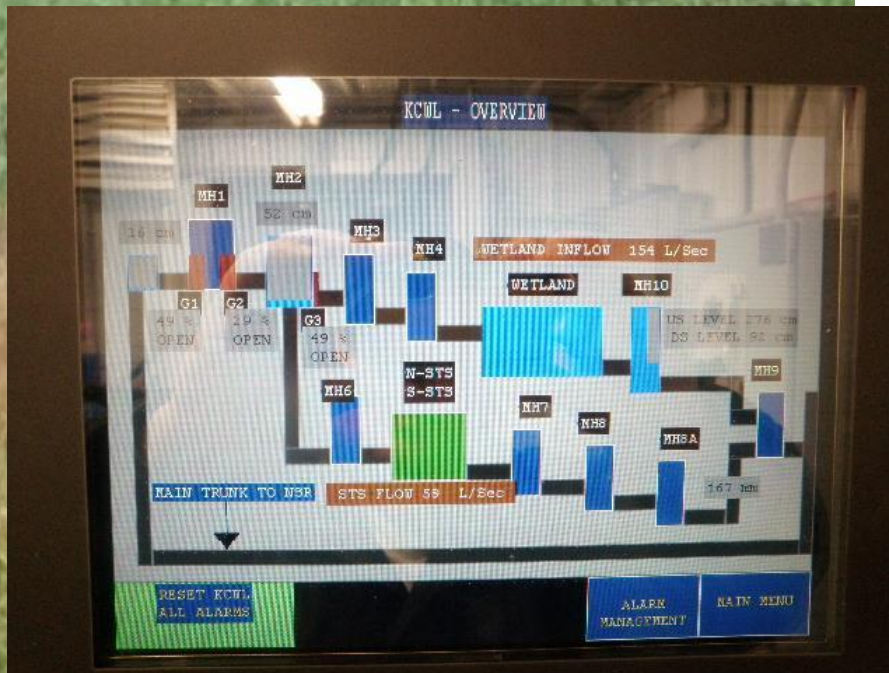 KCWL - OVERVIEW
MH1
MH2
16 cm
52 cm
MH3
MH4
WETLAND INFLOW 154 L/Sec
WETLAND
MH10
G1
G2
G3
49 %
OPEN
29 %
OPEN
49 %
OPEN
US LEVEL 276 cm
DS LEVEL 92 cm
N-STS
S-STS
MH6
MH7
MH8
MH8A
MH9
167 mm
MAIN TRUNK TO NSR
STS FLOW 59 L/Sec
RESET KCWL
ALL ALARMS
ALARM
MANAGEMENT
MAIN MENU